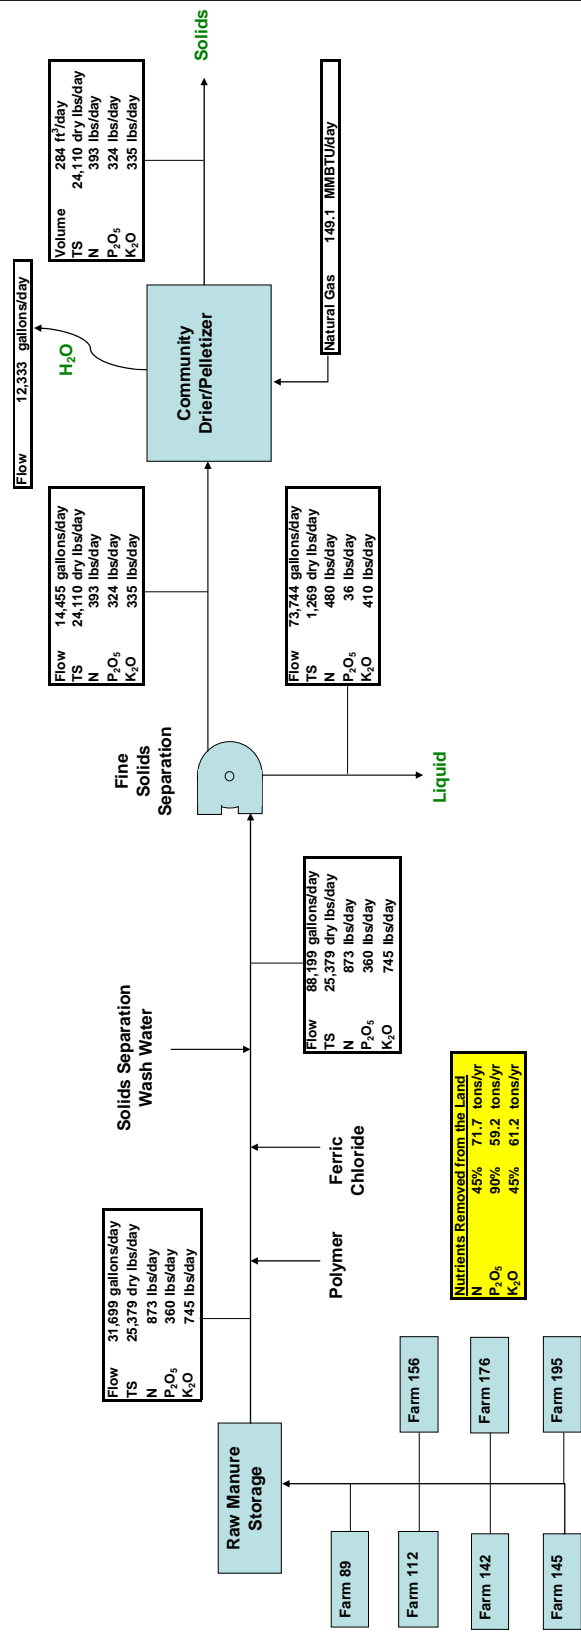 Farm 89
Farm 112
Farm 142
Farm 145
Farm 156
Farm 176
Farm 195
Raw Manure
Storage
Flow 31,699 gallons/day
TS 25,379 dry lbs/day
N 873 lbs/day
P₂O₅ 360 lbs/day
K₂O 745 lbs/day
Polymer
Ferric
Chloride
Solids Separation
Wash Water
Flow 88,199 gallons/day
TS 25,379 dry lbs/day
N 873 lbs/day
P₂O₅ 360 lbs/day
K₂O 745 lbs/day
Nutrients Removed from the Land
N 45% 71.7 tons/yr
P₂O₅ 90% 59.2 tons/yr
K₂O 45% 61.2 tons/yr
Fine
Solids
Separation
Flow 14,455 gallons/day
TS 24,110 dry lbs/day
N 393 lbs/day
P₂O₅ 324 lbs/day
K₂O 335 lbs/day
Flow 73,744 gallons/day
TS 1,269 dry lbs/day
N 480 lbs/day
P₂O₅ 36 lbs/day
K₂O 410 lbs/day
Liquid
Community
Drier/Pelletizer
Flow 12,333 gallons/day
H₂O
Natural Gas 149.1 MMBTU/day
Volume 284 ft³/day
TS 24,110 dry lbs/day
N 393 lbs/day
P₂O₅ 324 lbs/day
K₂O 335 lbs/day
Solids